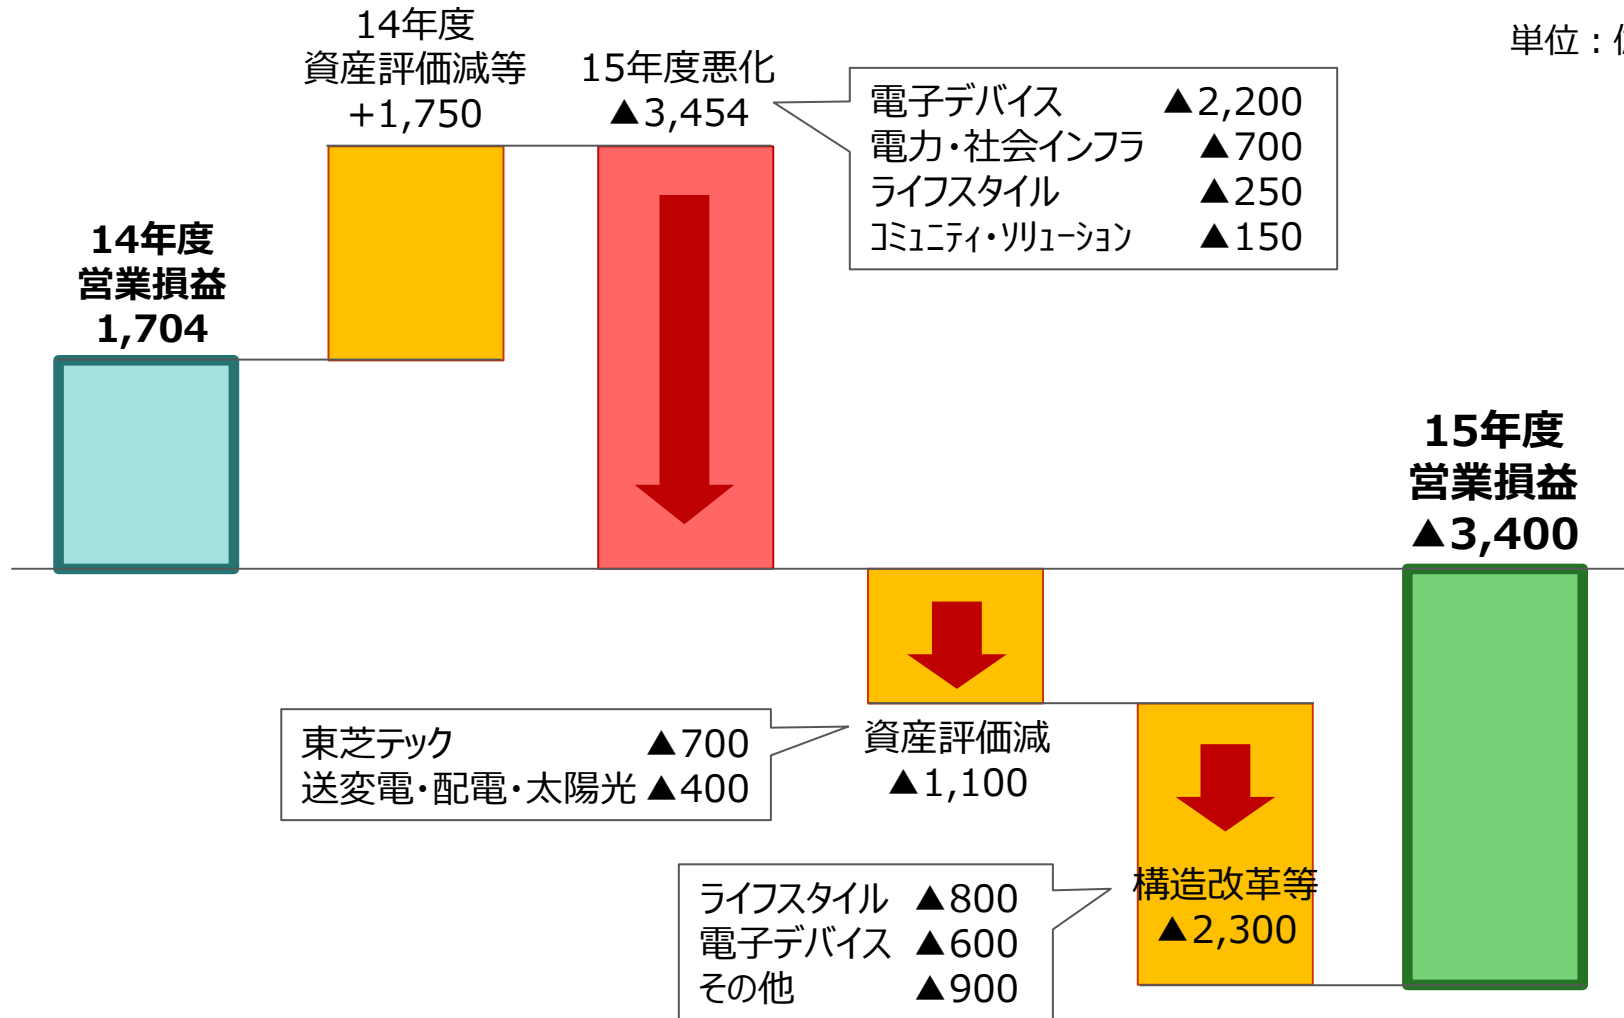 単位：億
14年度
資産評価減等
+1,750
15年度悪化
▲3,454
電子デバイス ▲2,200
電力・社会インフラ ▲700
ライフスタイル ▲250
ｺﾐｭﾆﾃｨ・ｿﾘｭｰｼｮﾝ ▲150
14年度
営業損益
1,704
15年度
営業損益
▲3,400
東芝テック ▲700
送変電・配電・太陽光 ▲400
資産評価減
▲1,100
ライフスタイル ▲800
電子デバイス ▲600
その他 ▲900
構造改革等
▲2,300